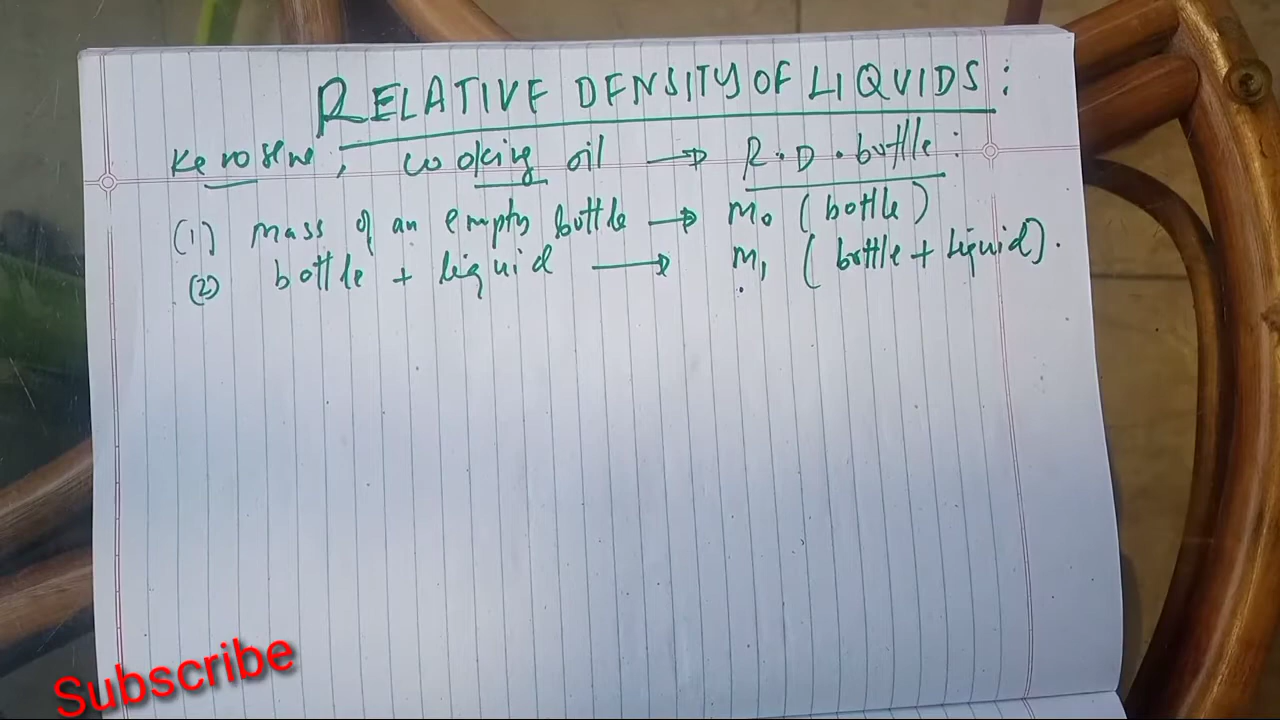 RELATIVE DENSITY OF LIQUIDS:
Kerosene, cooking oil → R.D. bottle:
(1) mass of an empty bottle → m₀ (bottle)
(2) bottle + liquid → m₁ (bottle + liquid).
Subscribe